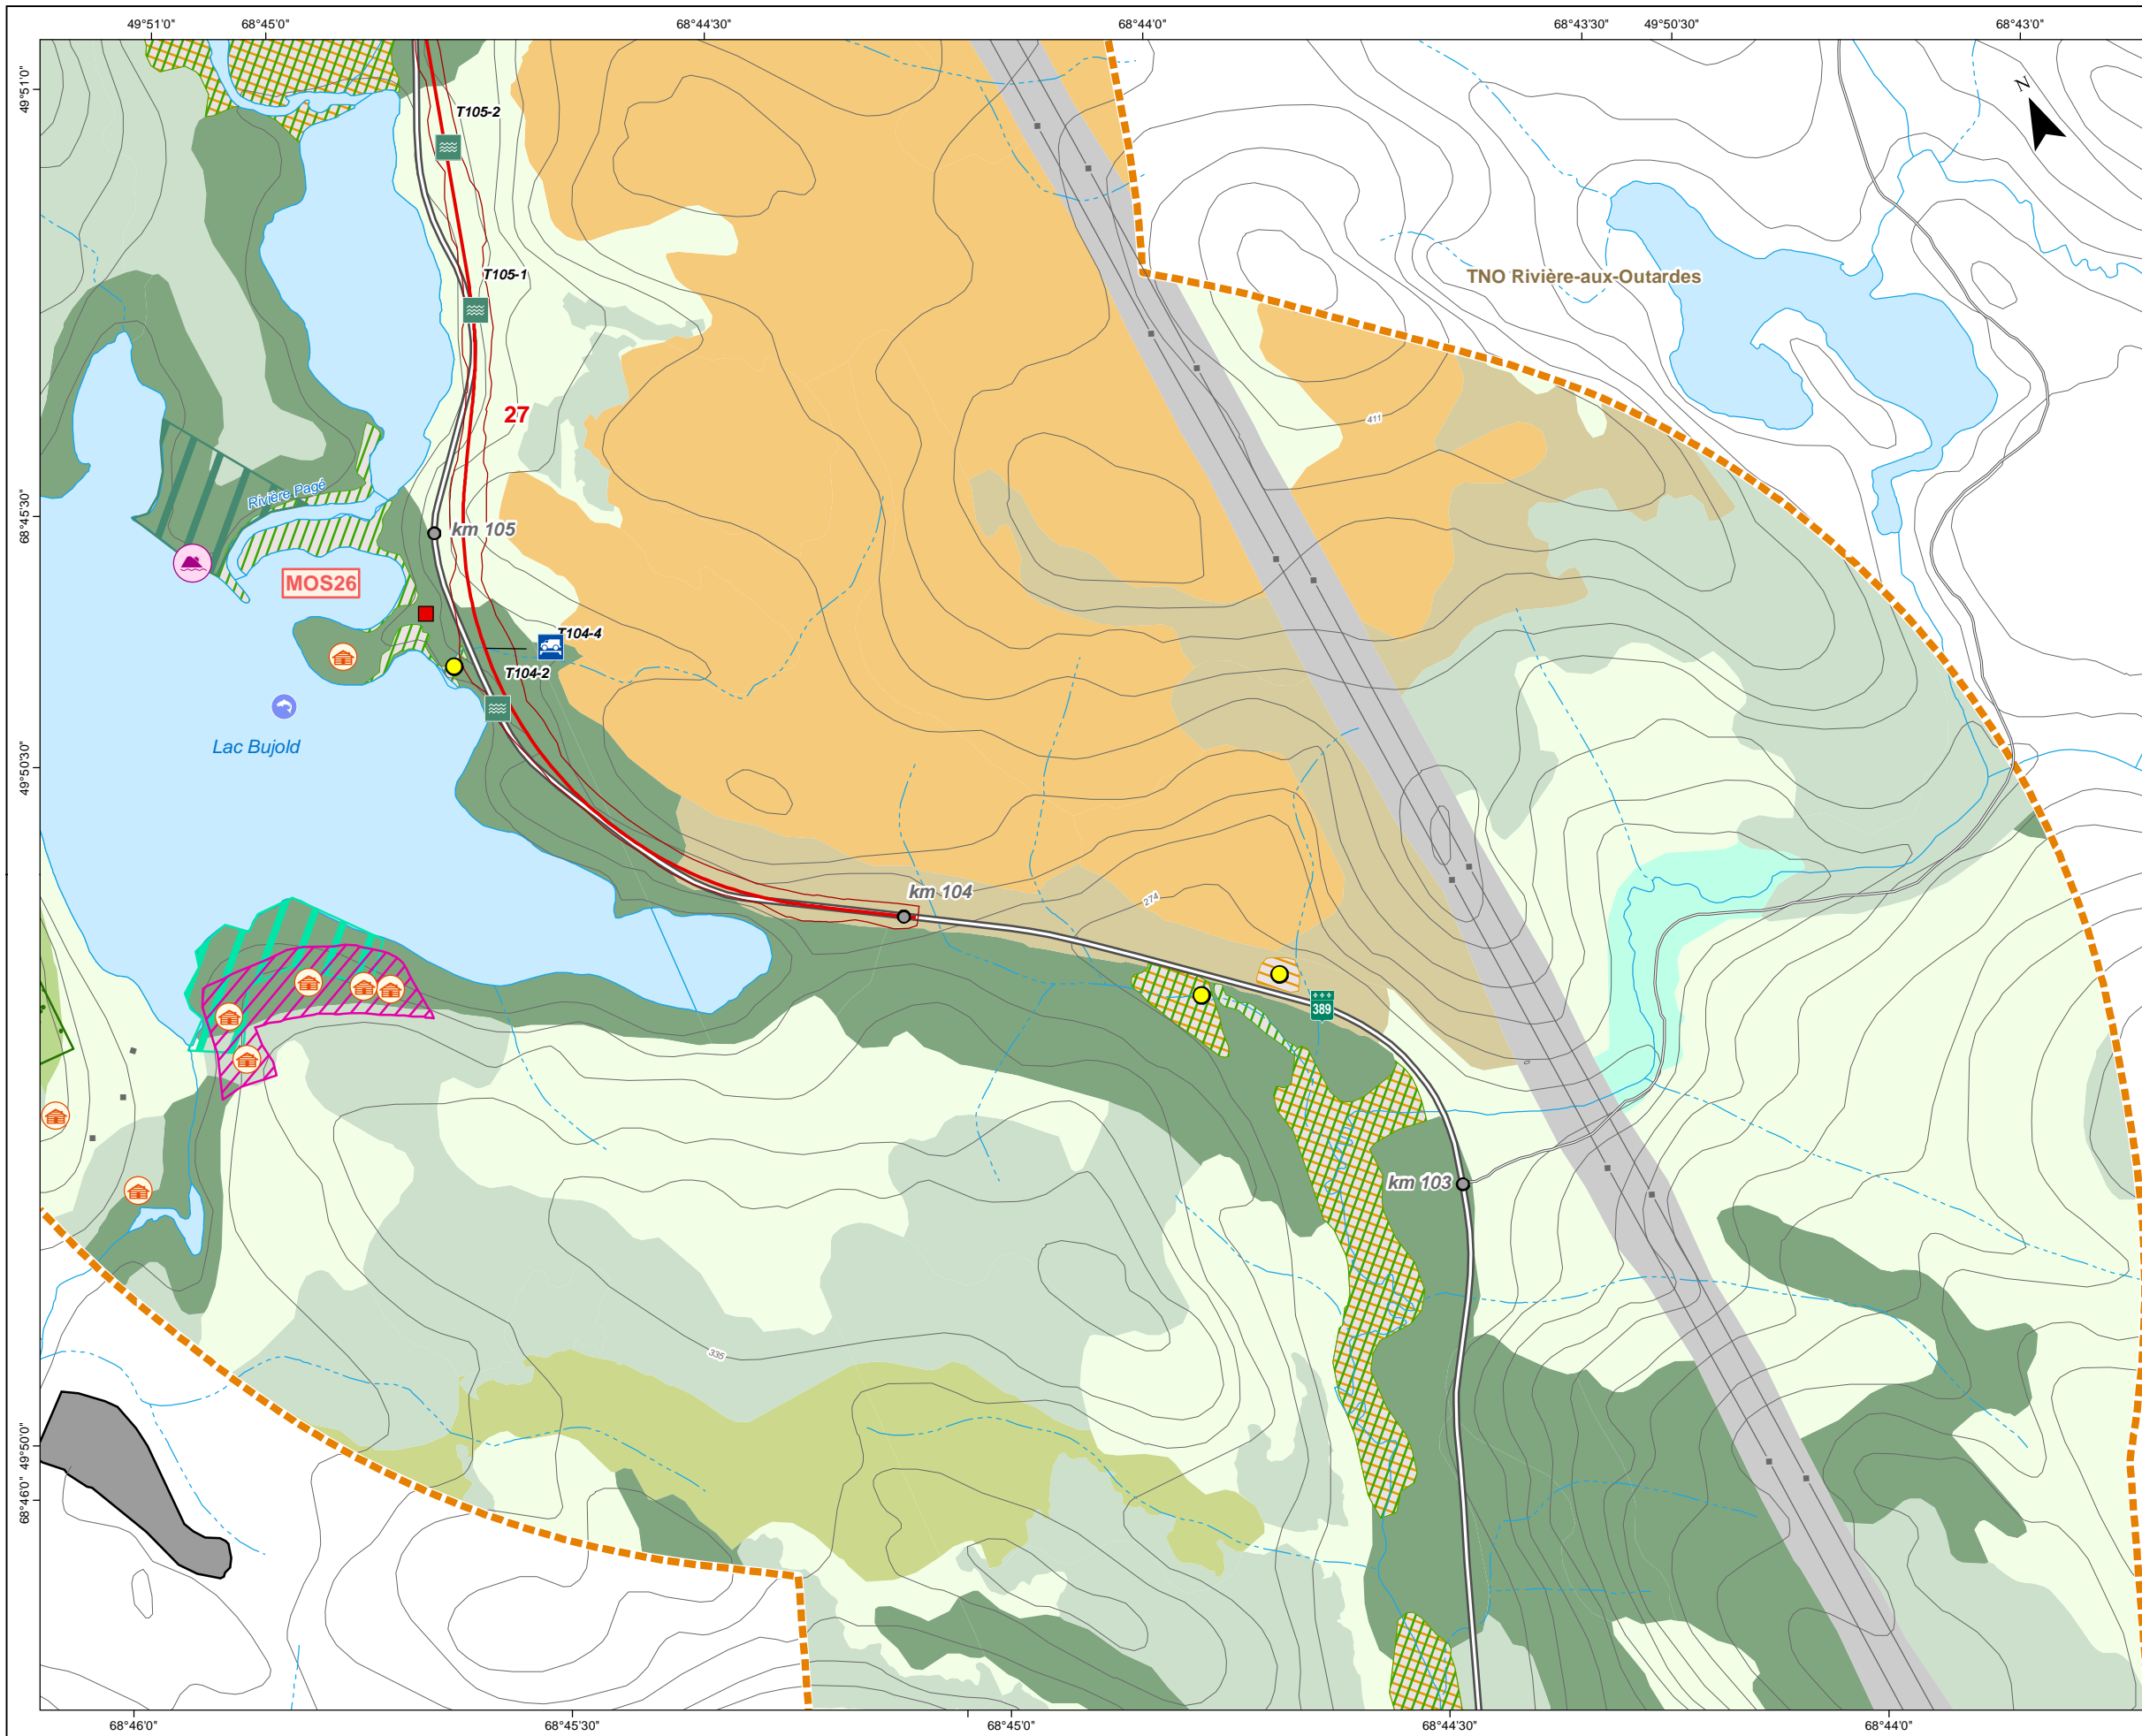 49°51'0" 68°45'0" 68°44'30" 68°44'0" 68°43'30" 49°50'30" 68°43'0"
49°51'0"
N
T105-2
T105-1
TNO Rivière-aux-Outardes
27
411
Rivière Pagé
68°45'30"
km 105
MOS26
T104-4
T104-2
Lac Bujold
49°50'30"
km 104
274
389
0
km 103
335
49°50'0"
68°46'0"
68°46'0" 68°45'30" 68°45'0" 68°44'30" 68°44'0"